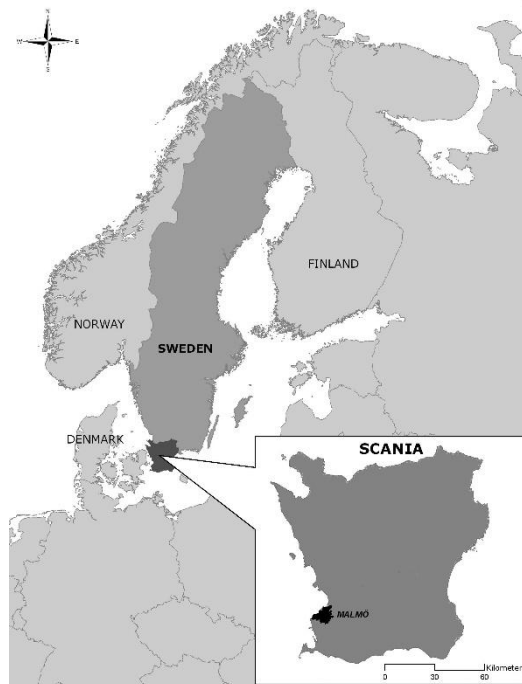 N
W E
S
FINLAND
NORWAY
SWEDEN
DENMARK
SCANIA
MALMÖ
0 30 60 Kilometer